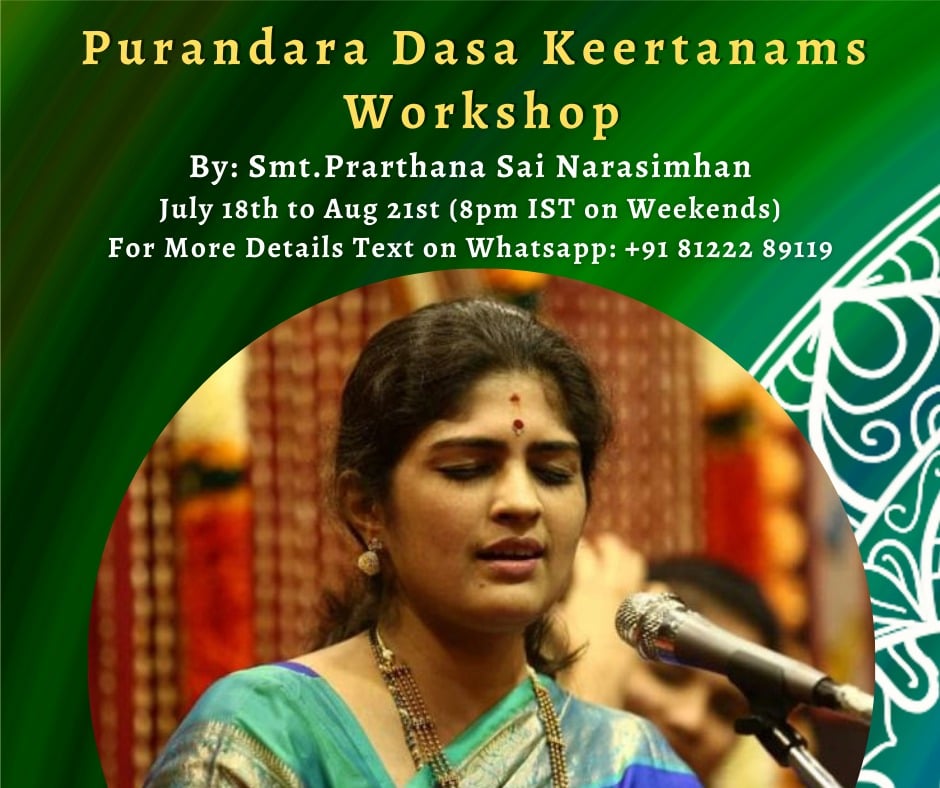 Purandara Dasa Keertanams
Workshop
By: Smt.Prarthana Sai Narasimhan
July 18th to Aug 21st (8pm IST on Weekends)
For More Details Text on Whatsapp: +91 81222 89119